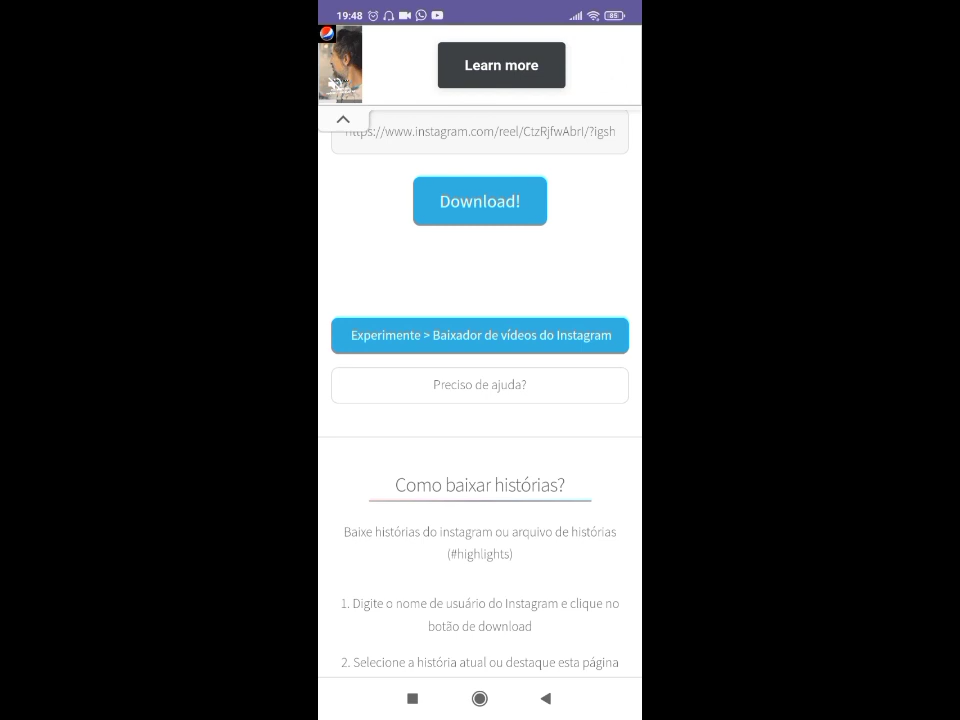 19:48
85
Learn more
https://www.instagram.com/reel/CtzRjfwAbrI/?igsh
Download!
Experimente > Baixador de vídeos do Instagram
Preciso de ajuda?
Como baixar histórias?
Baixe histórias do instagram ou arquivo de histórias
(#highlights)
1. Digite o nome de usuário do Instagram e clique no
botão de download
2. Selecione a história atual ou destaque esta página